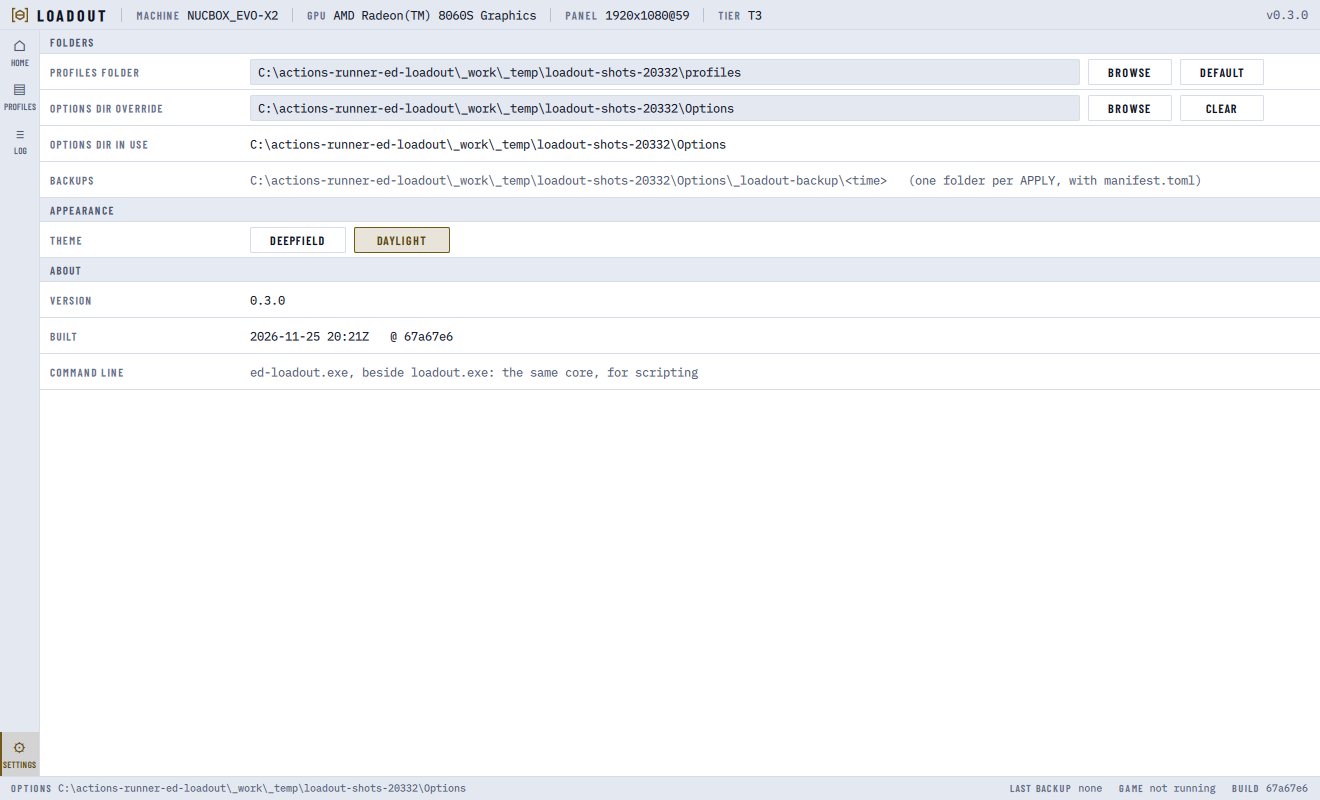 LOADOUT MACHINE NUCBOX_EVO-X2 GPU AMD Radeon(TM) 8060S Graphics PANEL 1920x1080@59 TIER T3 v0.3.0
HOME
PROFILES
LOG
FOLDERS
PROFILES FOLDER C:\actions-runner-ed-loadout\_work\_temp\loadout-shots-20332\profiles BROWSE DEFAULT
OPTIONS DIR OVERRIDE C:\actions-runner-ed-loadout\_work\_temp\loadout-shots-20332\Options BROWSE CLEAR
OPTIONS DIR IN USE C:\actions-runner-ed-loadout\_work\_temp\loadout-shots-20332\Options
BACKUPS C:\actions-runner-ed-loadout\_work\_temp\loadout-shots-20332\Options\_loadout-backup\<time> (one folder per APPLY, with manifest.toml)
APPEARANCE
THEME DEEPFIELD DAYLIGHT
ABOUT
VERSION 0.3.0
BUILT 2026-11-25 20:21Z @ 67a67e6
COMMAND LINE ed-loadout.exe, beside loadout.exe: the same core, for scripting
SETTINGS
OPTIONS C:\actions-runner-ed-loadout\_work\_temp\loadout-shots-20332\Options LAST BACKUP none GAME not running BUILD 67a67e6